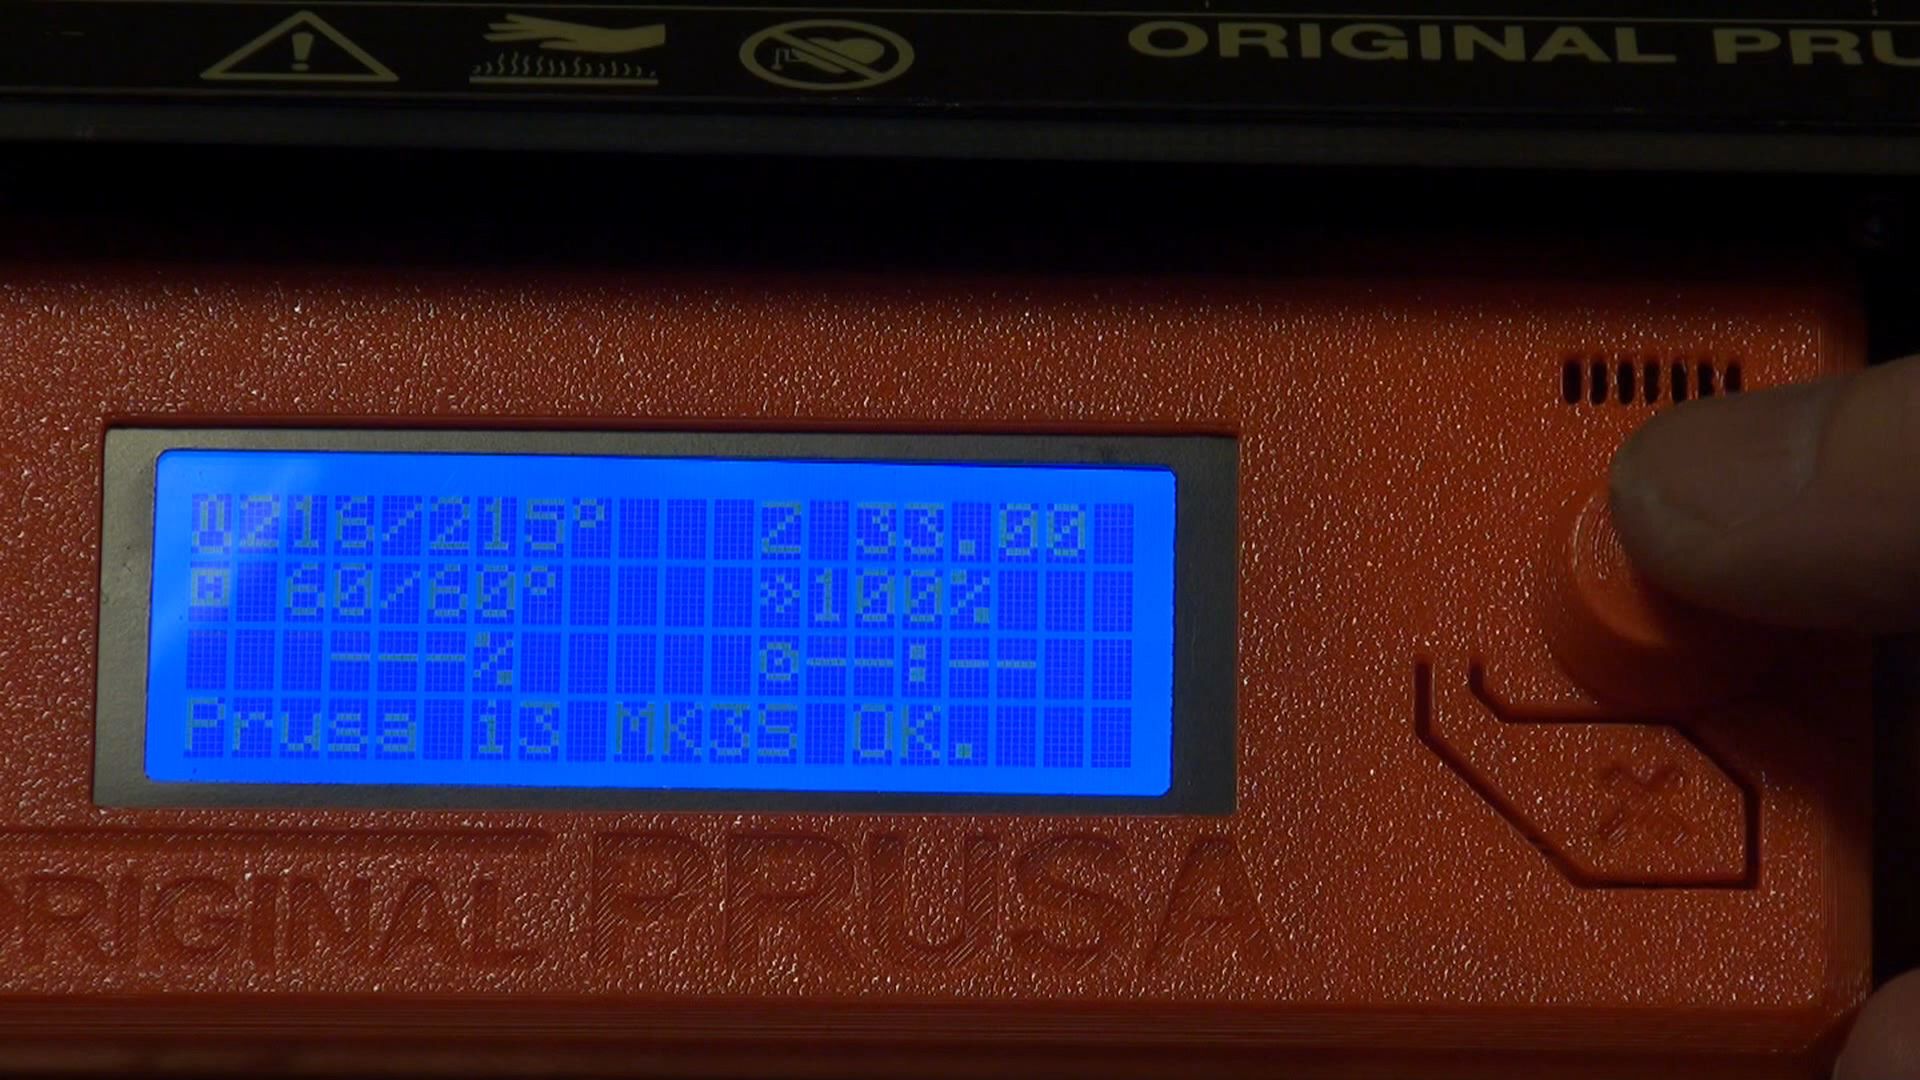 ORIGINAL PRU
216/215° Z 33.00
60/60° 100%
---% --:--
Prusa i3 MK3S OK.
ORIGINAL PRUSA